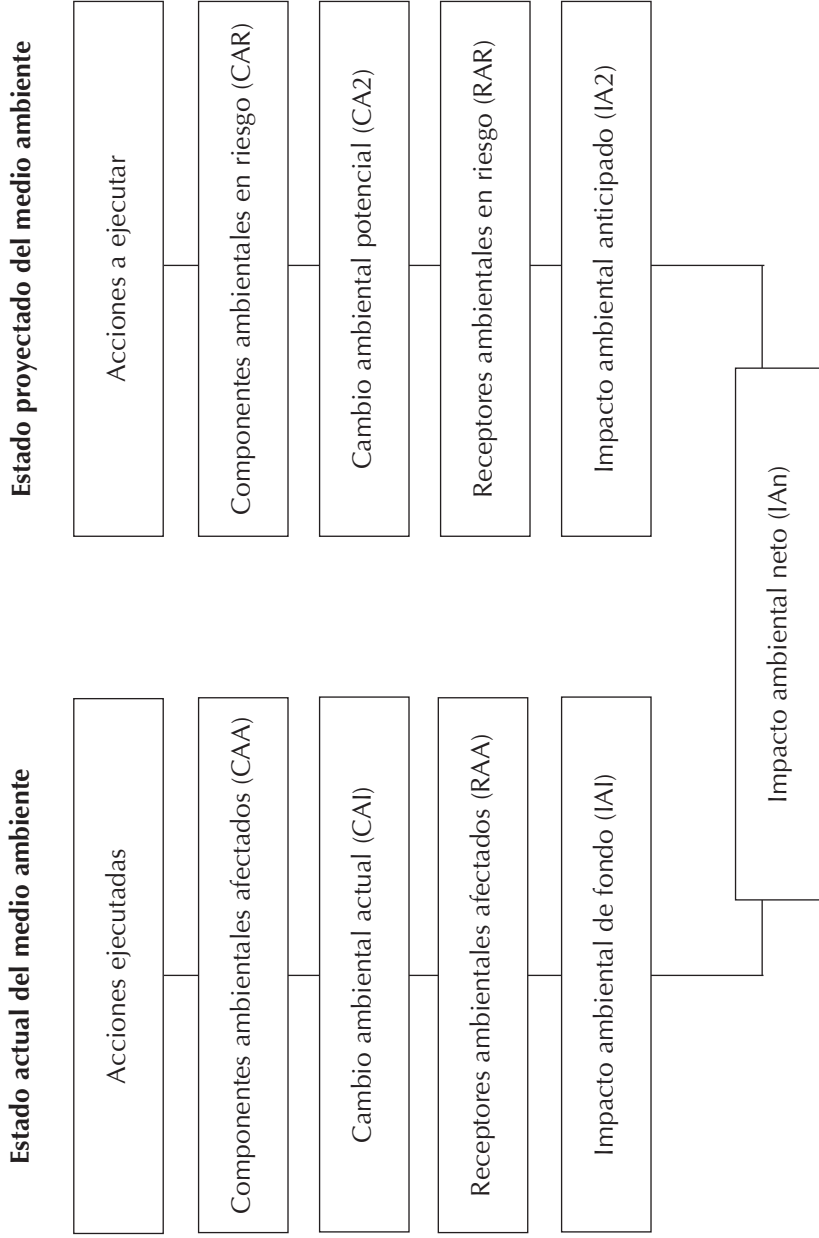 Estado actual del medio ambiente
Acciones ejecutadas
Componentes ambientales afectados (CAA)
Cambio ambiental actual (CAI)
Receptores ambientales afectados (RAA)
Impacto ambiental de fondo (IAI)
Estado proyectado del medio ambiente
Acciones a ejecutar
Componentes ambientales en riesgo (CAR)
Cambio ambiental potencial (CA2)
Receptores ambientales en riesgo (RAR)
Impacto ambiental anticipado (IA2)
Impacto ambiental neto (IAn)